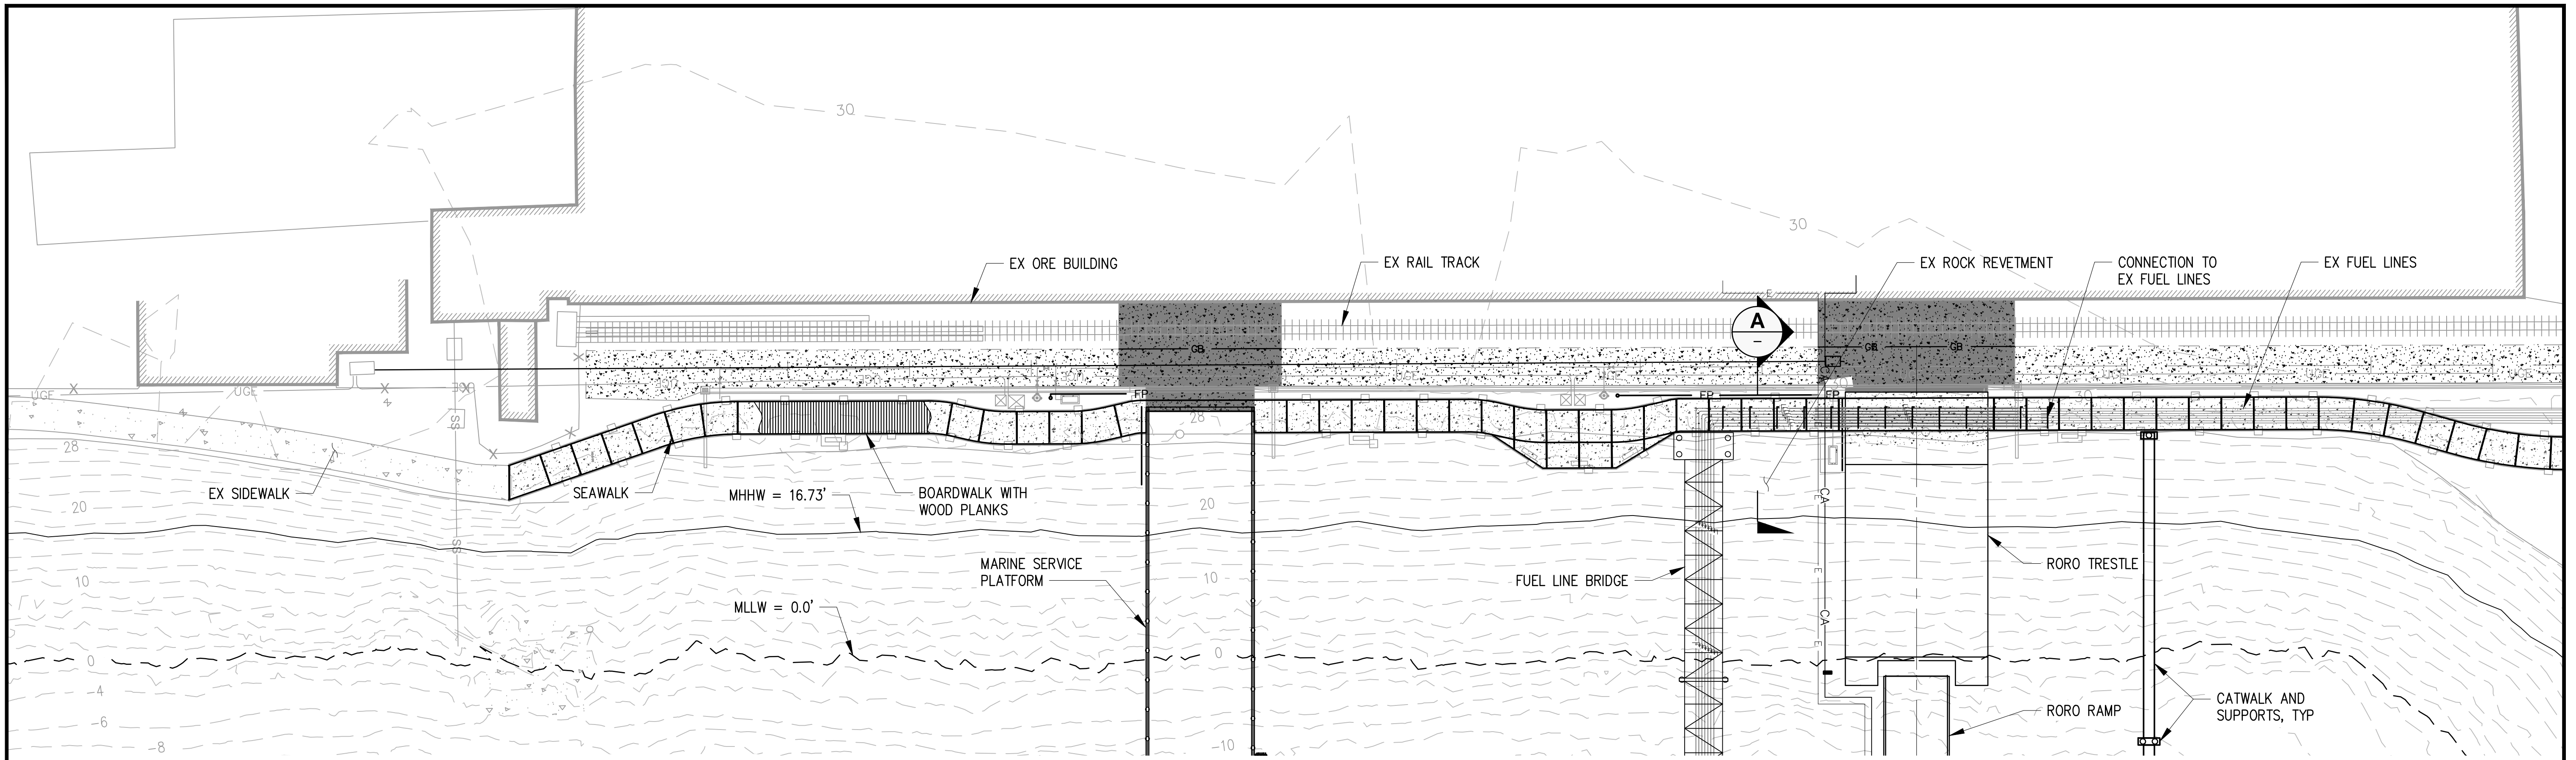 30
30
EX ORE BUILDING
EX RAIL TRACK
EX ROCK REVETMENT
CONNECTION TO
EX FUEL LINES
EX FUEL LINES
E
A
–
GB
GB
GB
UGE
UGE
FP
FP
FP
30
28
28
SS
EX SIDEWALK
SEAWALK
MHHW = 16.73'
BOARDWALK WITH
WOOD PLANKS
20
20
CA
E
SS
MARINE SERVICE
PLATFORM
FUEL LINE BRIDGE
RORO TRESTLE
10
10
E
MLLW = 0.0'
CA
E
0
0
-4
-6
-8
-10
CATWALK AND
SUPPORTS, TYP
RORO RAMP